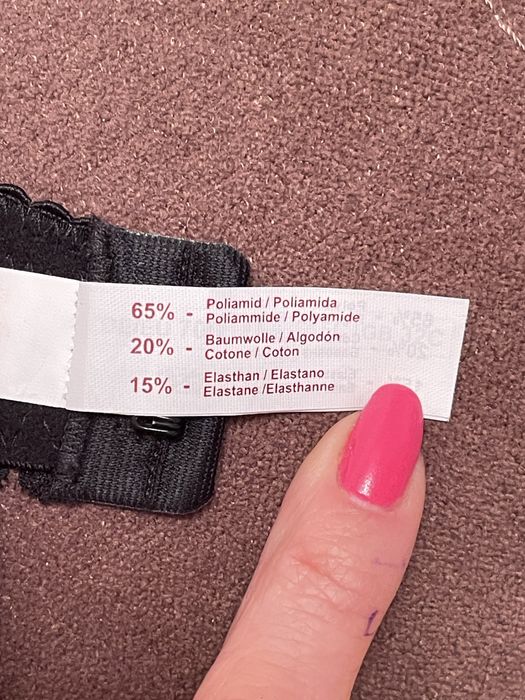 65% - Poliamid / Poliamida
Poliammide / Polyamide
20% - Baumwolle / Algodón
Cotone / Coton
15% - Elasthan / Elastano
Elastane /Elasthanne